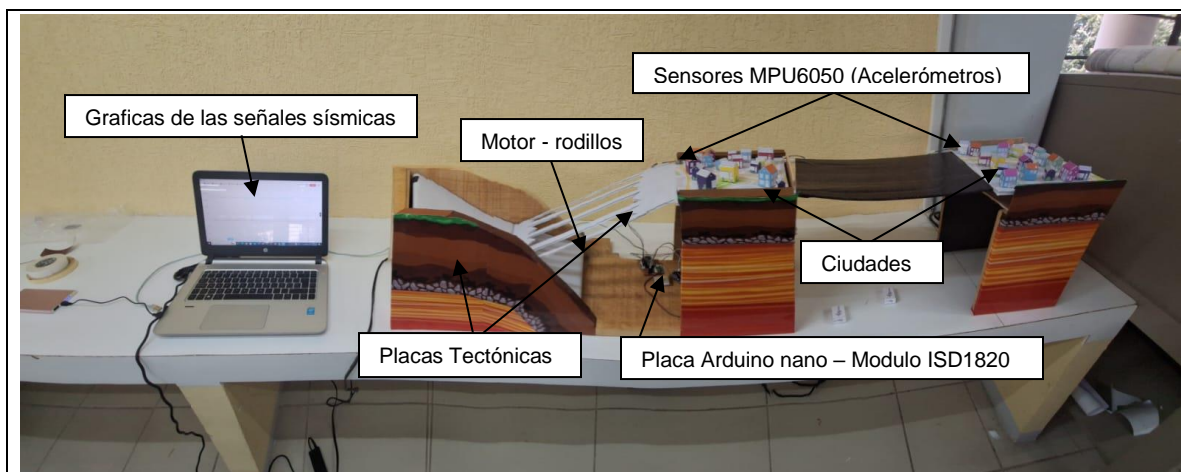 Sensores MPU6050 (Acelerómetros)
Graficas de las señales sísmicas
Motor - rodillos
Ciudades
Placas Tectónicas
Placa Arduino nano – Modulo ISD1820